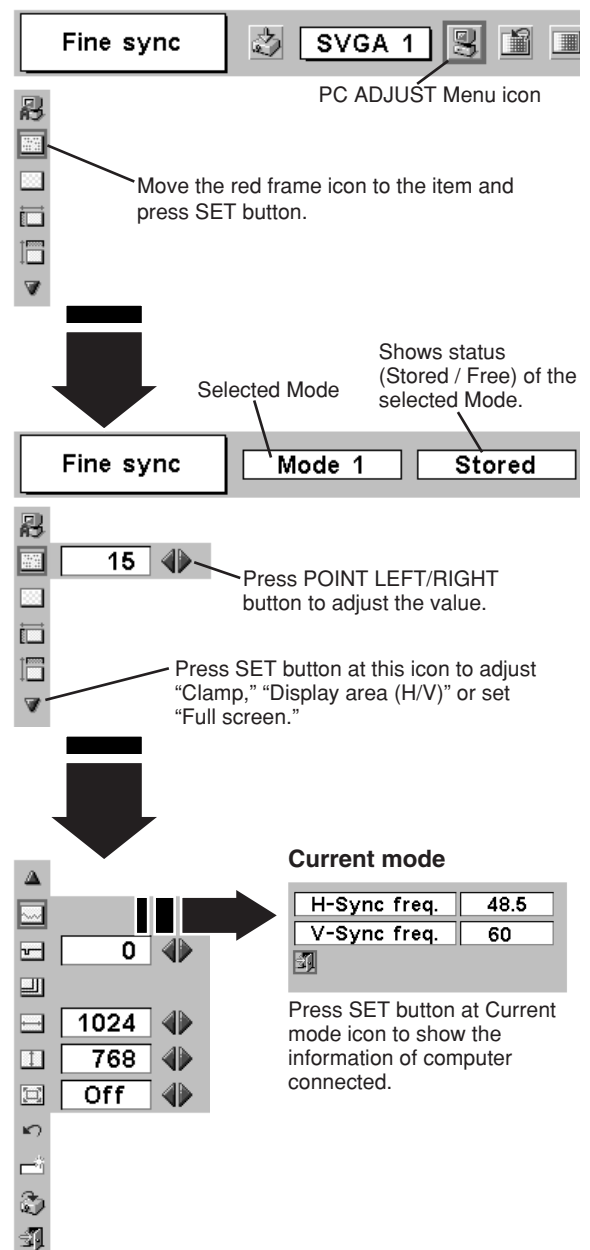 Fine sync
SVGA 1
PC ADJUST Menu icon
Move the red frame icon to the item and
press SET button.
Shows status
(Stored / Free) of the
selected Mode.
Selected Mode
Fine sync
Mode 1
Stored
15
Press POINT LEFT/RIGHT
button to adjust the value.
Press SET button at this icon to adjust
“Clamp,” “Display area (H/V)” or set
“Full screen.”
Current mode
H-Sync freq. 48.5
V-Sync freq. 60
0
1024
768
Off
Press SET button at Current
mode icon to show the
information of computer
connected.